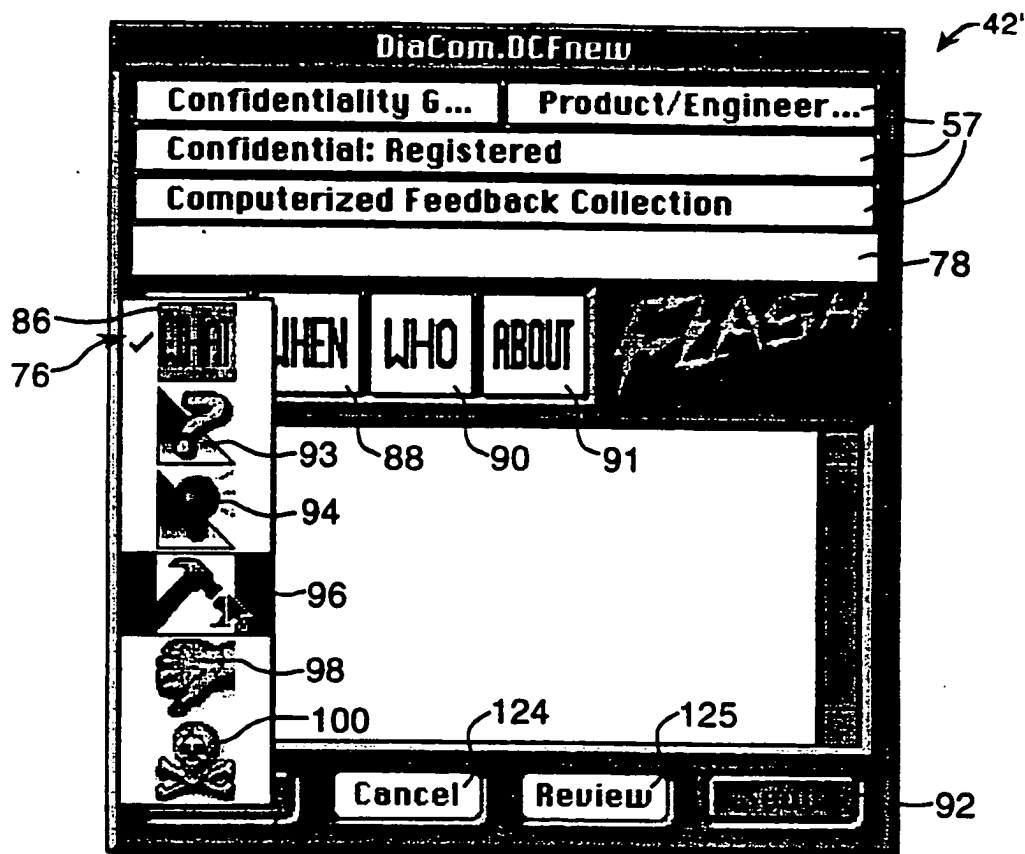 42'
DiaCom.DCFnew
Confidentiality G... Product/Engineer...
57
Confidential: Registered
Computerized Feedback Collection
78
86 WHAT WHEN WHO ABOUT FLASH
76
93 88 90 91
94
96
98
100 124 125
Cancel Review 92